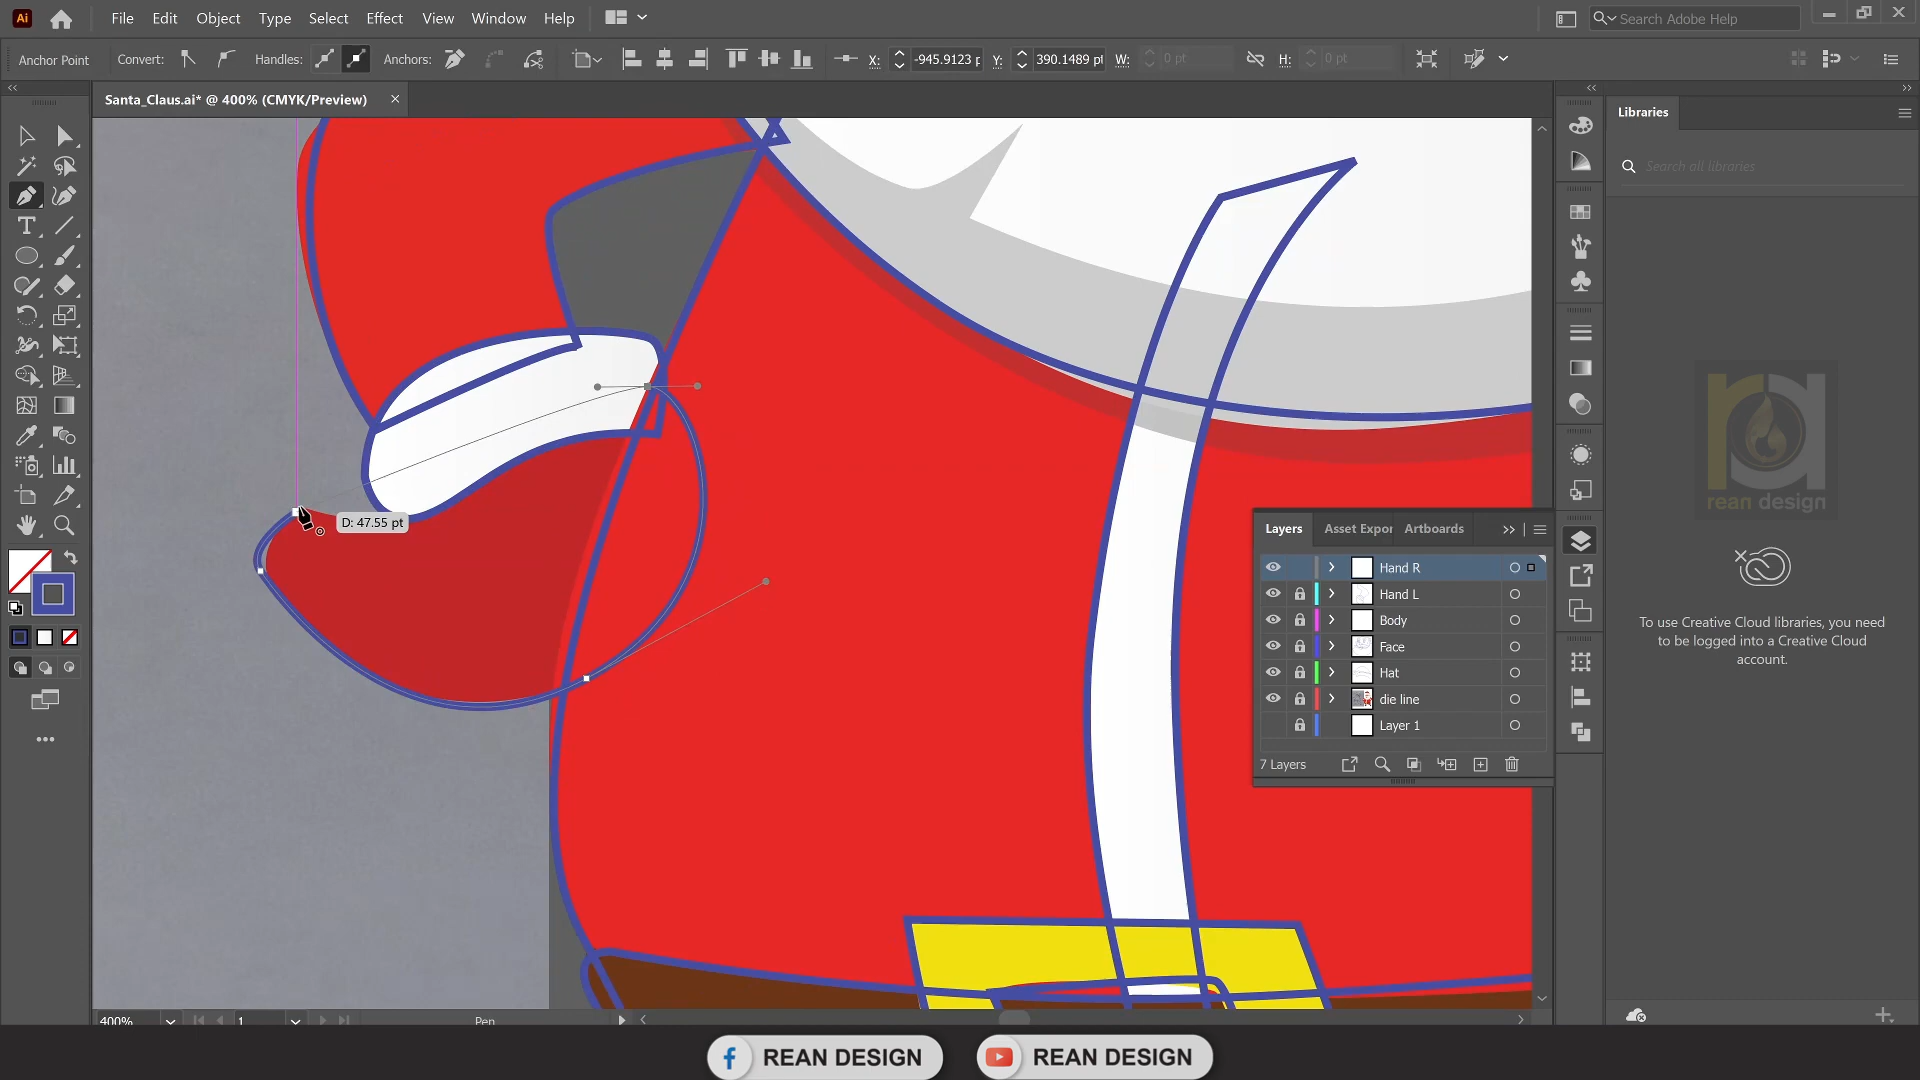 Ai File Edit Object Type Select Effect View Window Help Search Adobe Help
Anchor Point Convert: Handles: Anchors: X: -945.9123 p Y: 390.1489 pt W: 0 pt H: 0 pt
Santa_Claus.ai* @ 400% (CMYK/Preview)
Libraries
Search all libraries
rean design
D: 47.55 pt
Layers Asset Expor Artboards
Hand R
Hand L
Body
Face
Hat
die line
Layer 1
7 Layers
To use Creative Cloud libraries, you need
to be logged into a Creative Cloud
account.
400% 1 Pen
REAN DESIGN REAN DESIGN